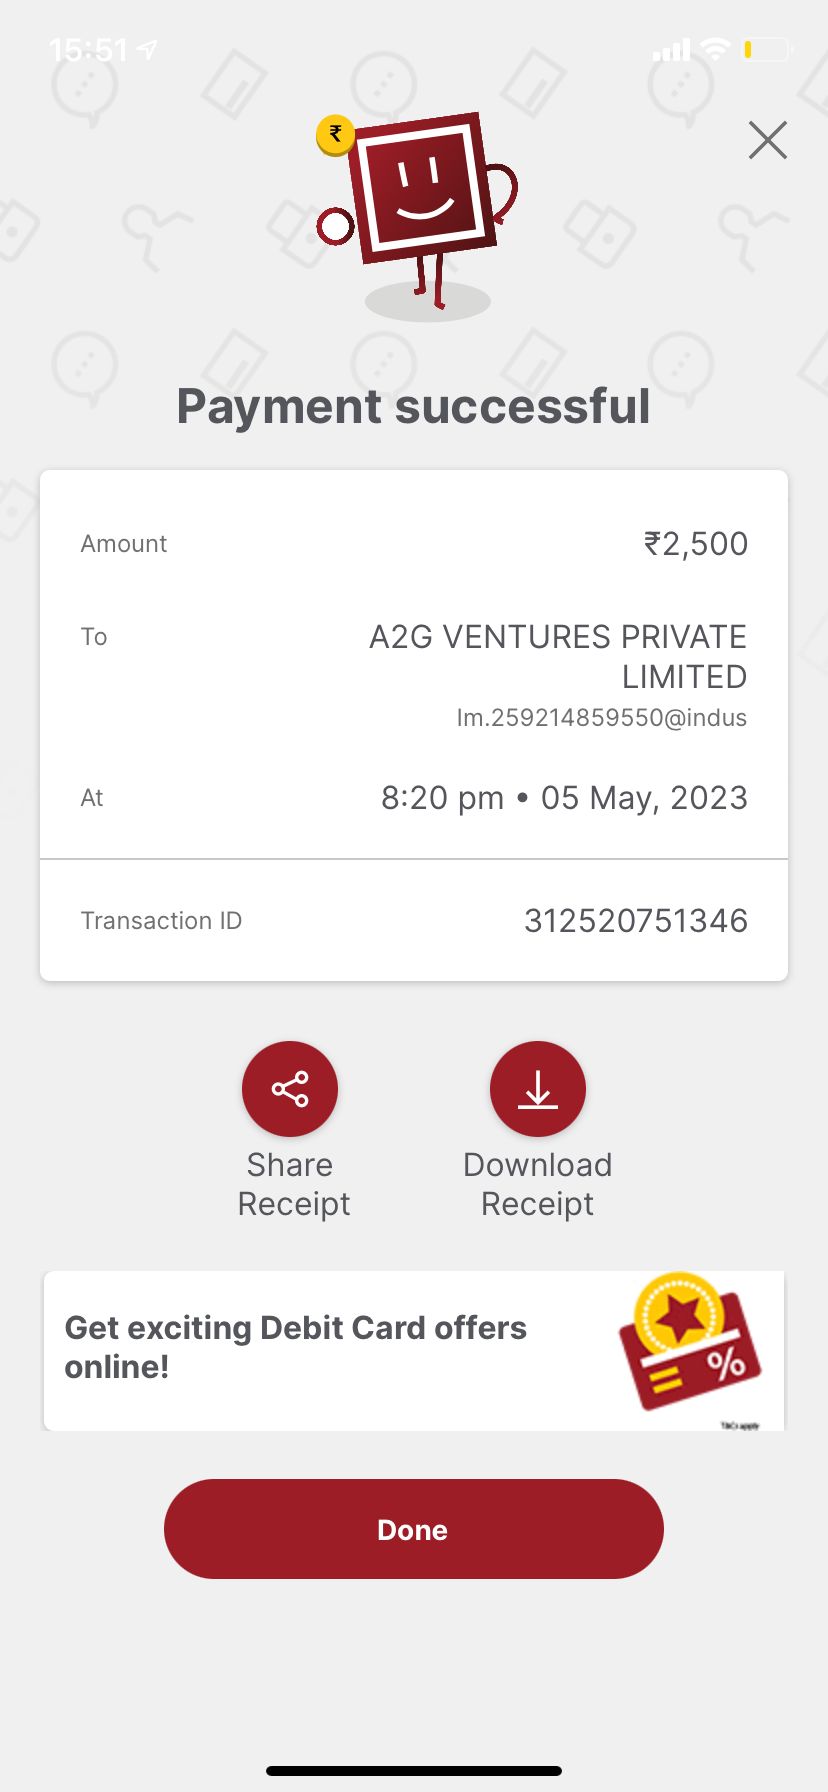 15:51
₹
Payment successful
Amount
₹2,500
To
A2G VENTURES PRIVATE
LIMITED
Im.259214859550@indus
At
8:20 pm • 05 May, 2023
Transaction ID
312520751346
Share
Receipt
Download
Receipt
Get exciting Debit Card offers
online!
%
T&Cs apply
Done